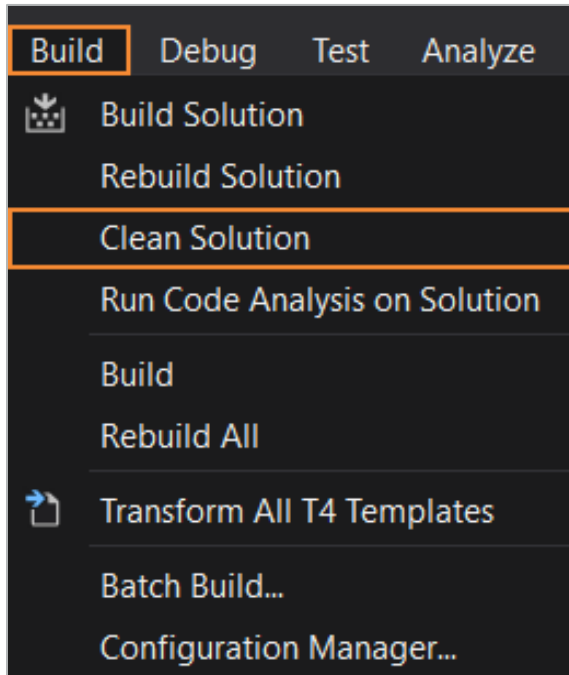 Build Debug Test Analyze
Build Solution
Rebuild Solution
Clean Solution
Run Code Analysis on Solution
Build
Rebuild All
Transform All T4 Templates
Batch Build...
Configuration Manager...